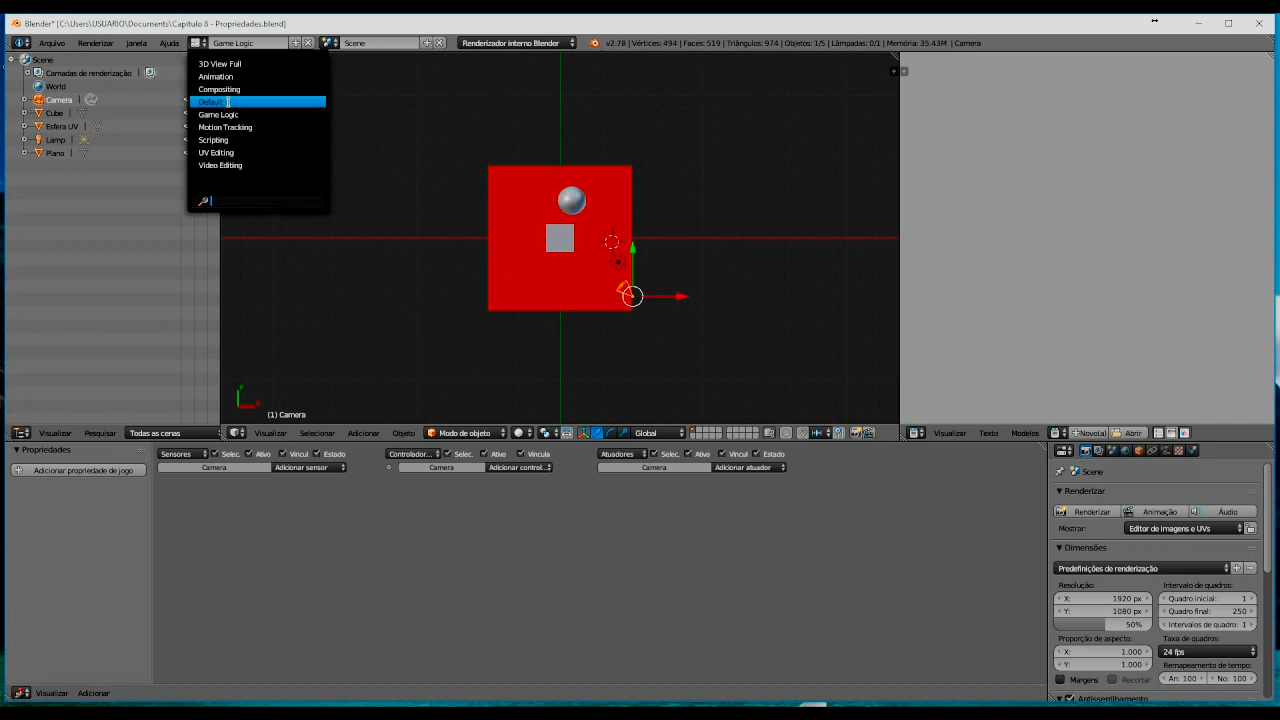 Blender* [C:\Users\USUARIO\Documents\Capitulo 8 - Propriedades.blend]
Arquivo Renderizar Janela Ajuda Game Logic Scene Renderizador interno Blender v2.78 | Vértices: 494 | Faces: 519 | Triângulos: 974 | Objetos: 1/5 | Lâmpadas: 0/1 | Memória: 35.43M | Camera
Scene
Camadas de renderização
World
Camera
Cube
Esfera UV
Lamp
Plano
3D View Full
Animation
Compositing
Default
Game Logic
Motion Tracking
Scripting
UV Editing
Video Editing
(1) Camera
Visualizar Pesquisar Todas as cenas
Visualizar Selecionar Adicionar Objeto Modo de objeto Global
Visualizar Texto Modelos Novo(a) Abrir
Propriedades
Adicionar propriedade de jogo
Sensores Selec. Ativo Vincul Estado
Camera Adicionar sensor
Controlador... Selec. Ativo Vincula
Camera Adicionar control...
Atuadores Selec. Ativo Vincul Estado
Camera Adicionar atuador
Scene
Renderizar
Renderizar Animação Áudio
Mostrar: Editor de imagens e UVs
Dimensões
Predefinições de renderização
Resolução: Intervalo de quadros:
X: 1920 px Quadro inicial: 1
Y: 1080 px Quadro final: 250
50% Intervalos de quadro: 1
Proporção de aspecto: Taxa de quadros:
X: 1.000 24 fps
Y: 1.000 Remapeamento de tempo:
Margens Recortar An: 100 No: 100
Antisserrilhamento
Visualizar Adicionar